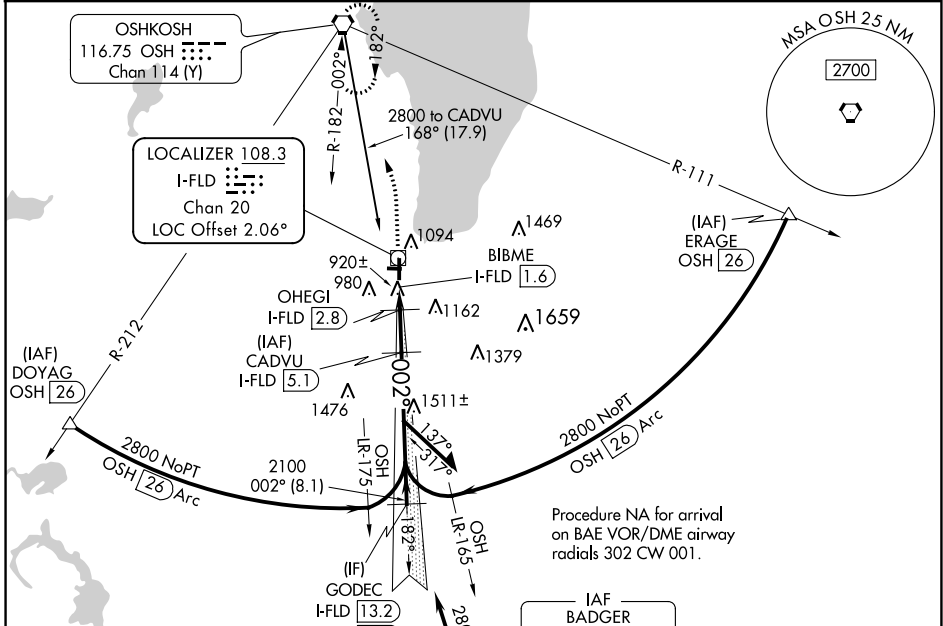 OSHKOSH
116.75 OSH
Chan 114 (Y)
182°
R-182
002°
2800 to CADVU
168° (17.9)
MSA OSH 25 NM
2700
LOCALIZER 108.3
I-FLD
Chan 20
LOC Offset 2.06°
R-111
(IAF)
ERAGE
OSH 26
1094
1469
BIBME
I-FLD 1.6
920±
980
OHEGI
I-FLD 2.8
1162
1659
(IAF)
CADVU
I-FLD 5.1
1379
R-212
(IAF)
DOYAG
OSH 26
002°
1476
1511±
137°
317°
2800 NoPT
OSH 26 Arc
2800 NoPT
OSH 26 Arc
OSH
LR-175
2100
002° (8.1)
182°
OSH
LR-165
Procedure NA for arrival
on BAE VOR/DME airway
radials 302 CW 001.
(IF)
GODEC
I-FLD 13.2
IAF
BADGER